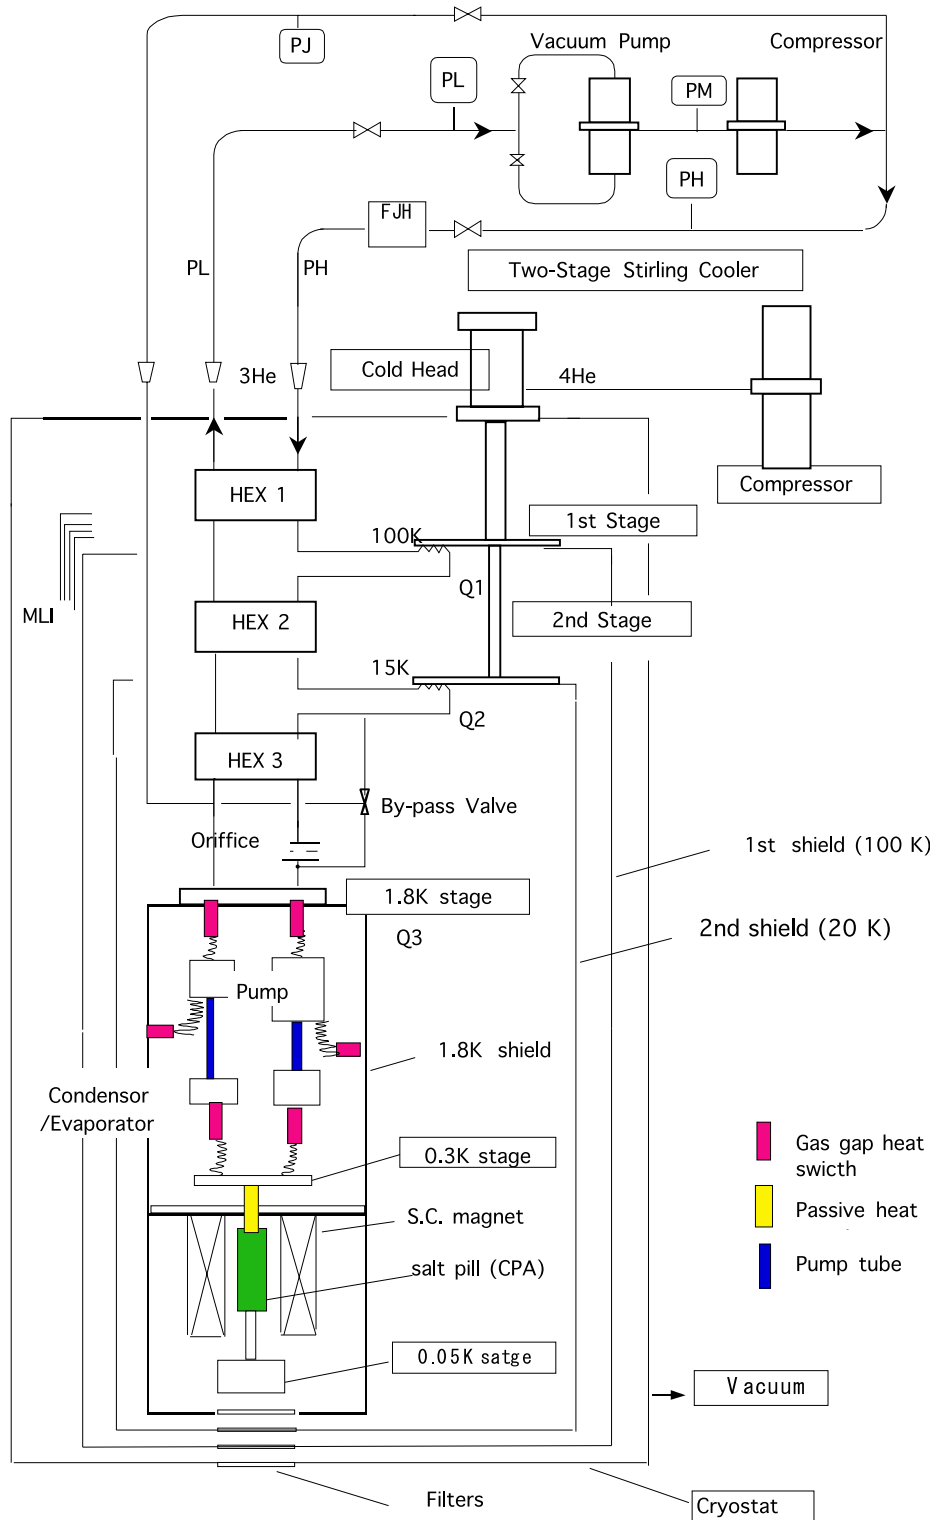 PJ
Vacuum Pump
Compressor
PL
PM
PH
FJH
PL
PH
Two-Stage Stirling Cooler
Cold Head
3He
4He
Compressor
HEX 1
1st Stage
100K
Q1
MLI
HEX 2
2nd Stage
15K
Q2
HEX 3
By-pass Valve
Oriffice
1st shield (100 K)
1.8K stage
2nd shield (20 K)
Q3
Pump
1.8K shield
Condensor
/Evaporator
0.3K stage
Gas gap heat
swicth
S.C. magnet
Passive heat
salt pill (CPA)
Pump tube
0.05K satge
Vacuum
Filters
Cryostat